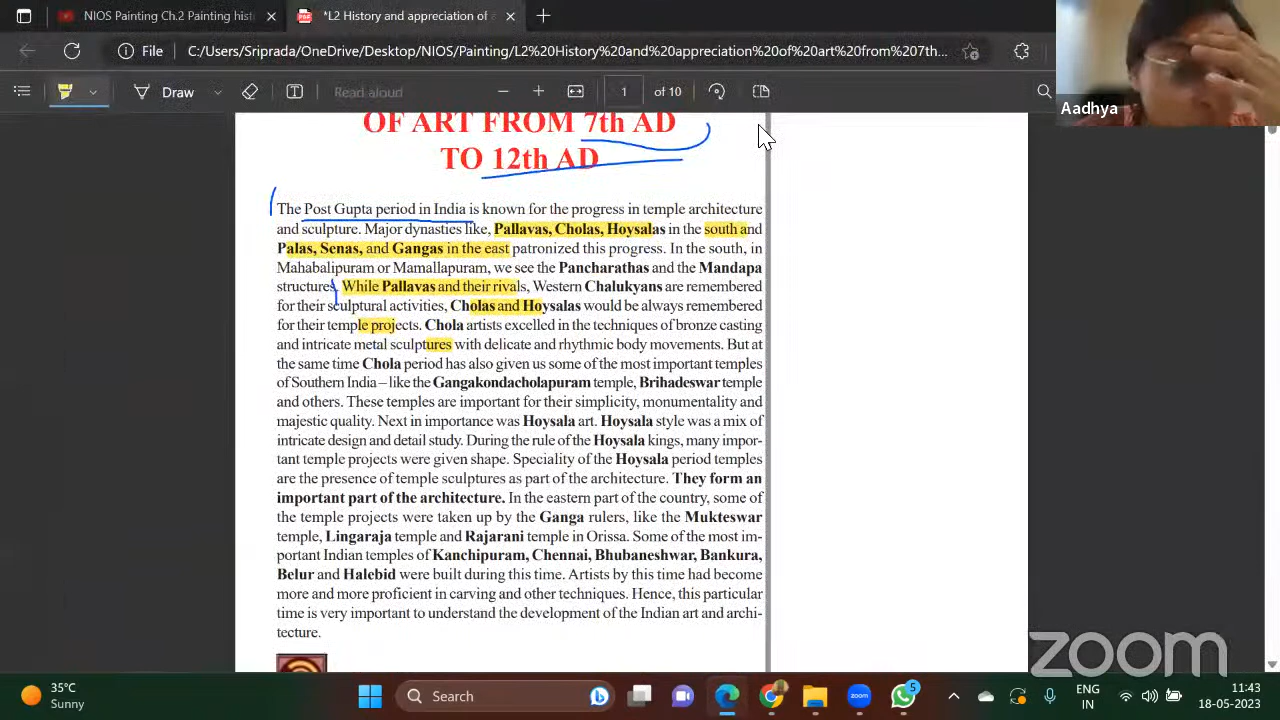 NIOS Painting Ch.2 Painting hist
*L2 History and appreciation of a
File
C:/Users/Sriprada/OneDrive/Desktop/NIOS/Painting/L2%20History%20and%20appreciation%20of%20art%20from%207th...
Draw
Read aloud
1 of 10
Aadhya
OF ART FROM 7th AD
TO 12th AD
The Post Gupta period in India is known for the progress in temple architecture
and sculpture. Major dynasties like, Pallavas, Cholas, Hoysalas in the south and
Palas, Senas, and Gangas in the east patronized this progress. In the south, in
Mahabalipuram or Mamallapuram, we see the Pancharathas and the Mandapa
structures. While Pallavas and their rivals, Western Chalukyans are remembered
for their sculptural activities, Cholas and Hoysalas would be always remembered
for their temple projects. Chola artists excelled in the techniques of bronze casting
and intricate metal sculptures with delicate and rhythmic body movements. But at
the same time Chola period has also given us some of the most important temples
of Southern India – like the Gangakondacholapuram temple, Brihadeswar temple
and others. These temples are important for their simplicity, monumentality and
majestic quality. Next in importance was Hoysala art. Hoysala style was a mix of
intricate design and detail study. During the rule of the Hoysala kings, many impor-
tant temple projects were given shape. Speciality of the Hoysala period temples
are the presence of temple sculptures as part of the architecture. They form an
important part of the architecture. In the eastern part of the country, some of
the temple projects were taken up by the Ganga rulers, like the Mukteswar
temple, Lingaraja temple and Rajarani temple in Orissa. Some of the most im-
portant Indian temples of Kanchipuram, Chennai, Bhubaneshwar, Bankura,
Belur and Halebid were built during this time. Artists by this time had become
more and more proficient in carving and other techniques. Hence, this particular
time is very important to understand the development of the Indian art and archi-
tecture.
zoom
35°C
Sunny
Search
zoom
5
ENG
IN
11:43
18-05-2023